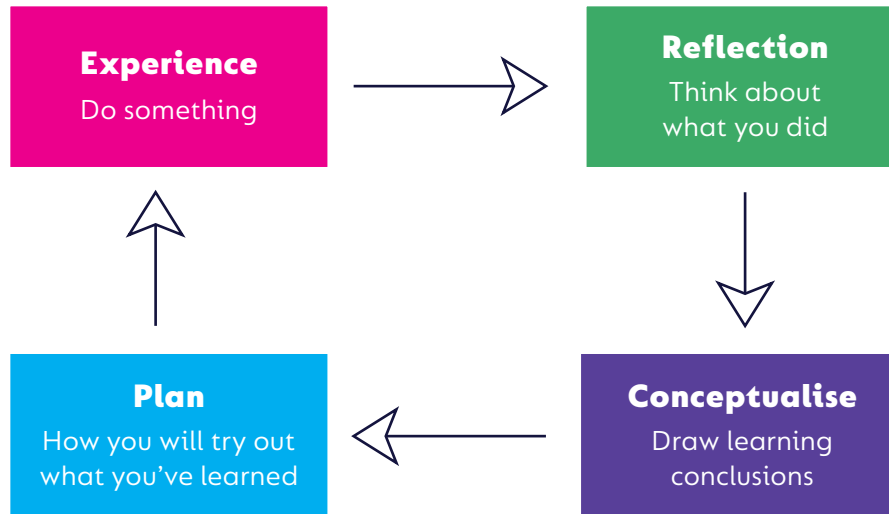 Experience
Do something
Reflection
Think about
what you did
Plan
How you will try out
what you've learned
Conceptualise
Draw learning
conclusions